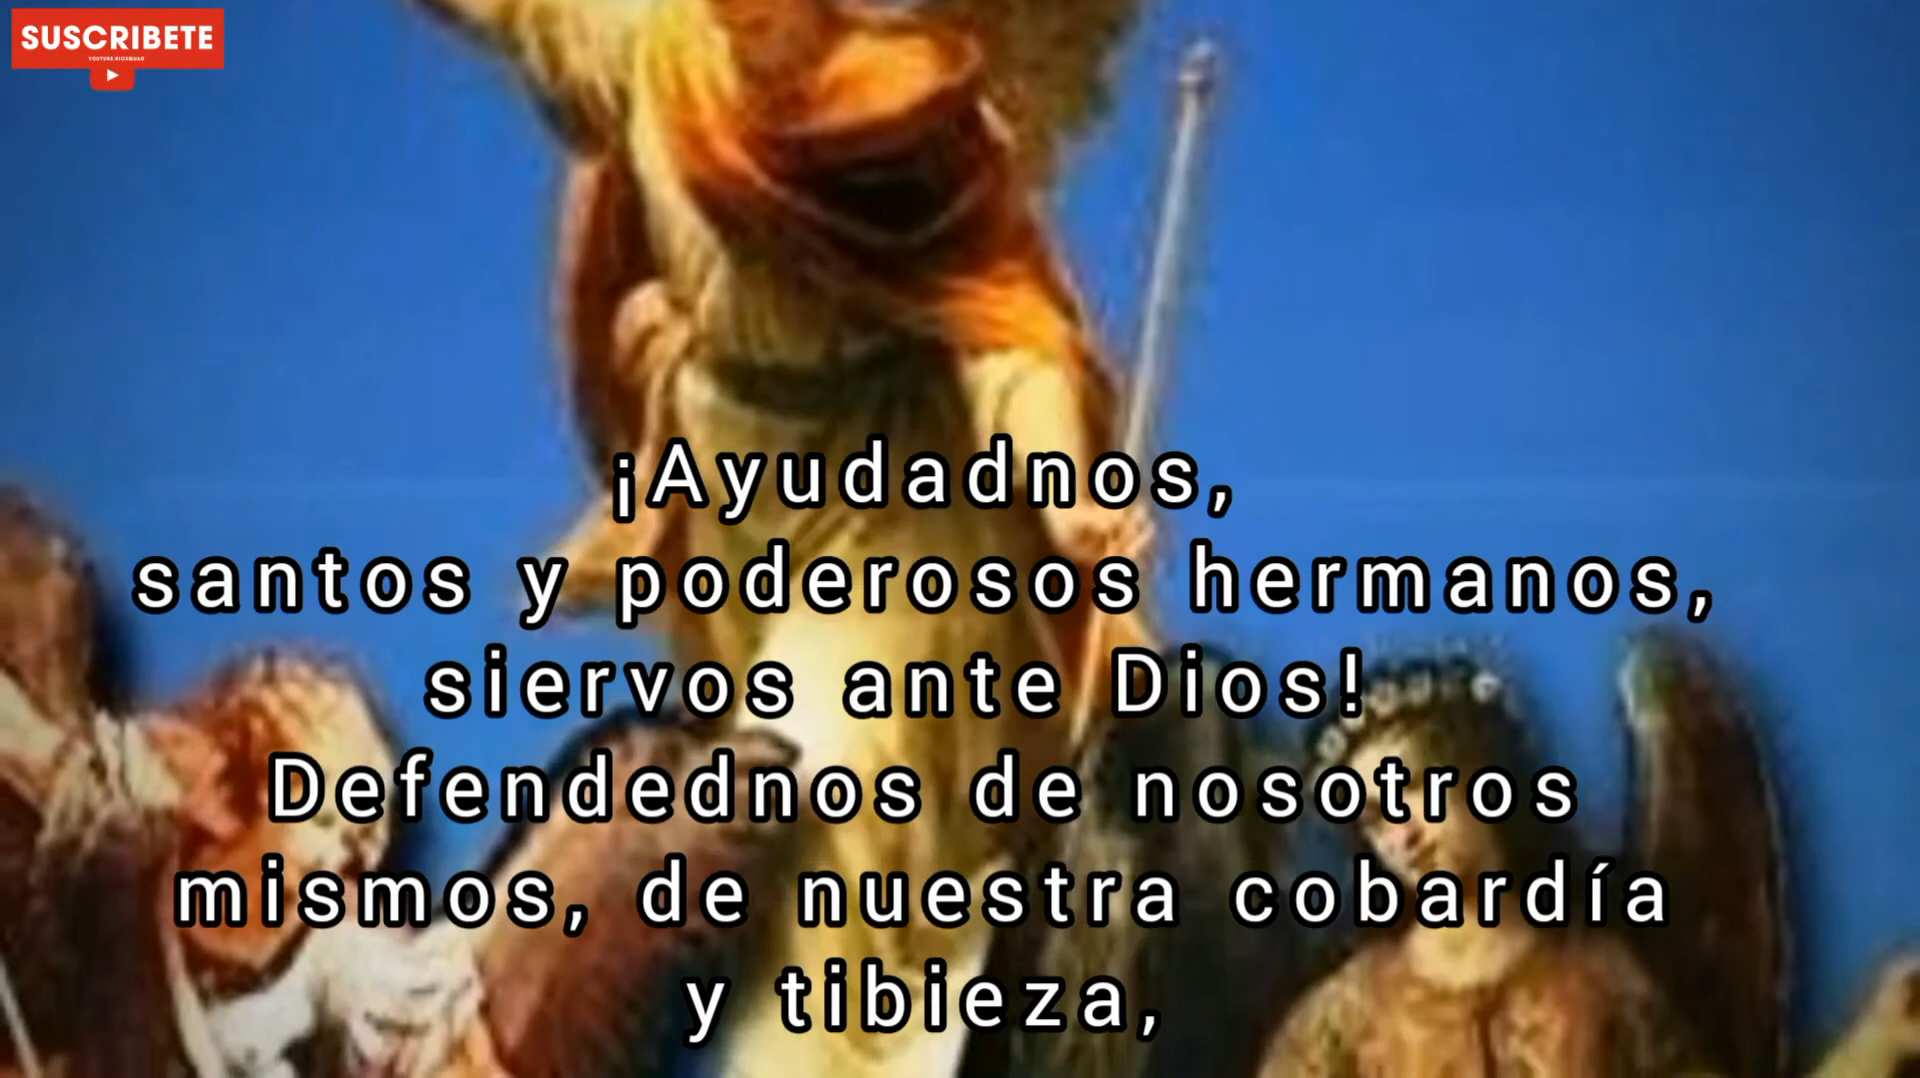 SUSCRIBETE
¡Ayudadnos,
santos y poderosos hermanos,
siervos ante Dios!
Defendednos de nosotros
mismos, de nuestra cobardía
y tibieza,